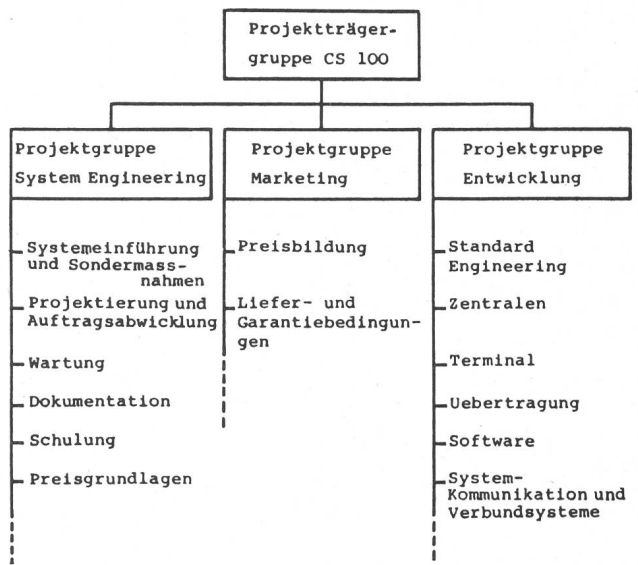 Projektträger-
gruppe CS 100
Projektgruppe
System Engineering
Systemeinführung
und Sondermass-
nahmen
Projektierung und
Auftragsabwicklung
Wartung
Dokumentation
Schulung
Preisgrundlagen
Projektgruppe
Marketing
Preisbildung
Liefer- und
Garantiebedingun-
gen
Projektgruppe
Entwicklung
Standard
Engineering
Zentralen
Terminal
Uebertragung
Software
System-
Kommunikation und
Verbundsysteme